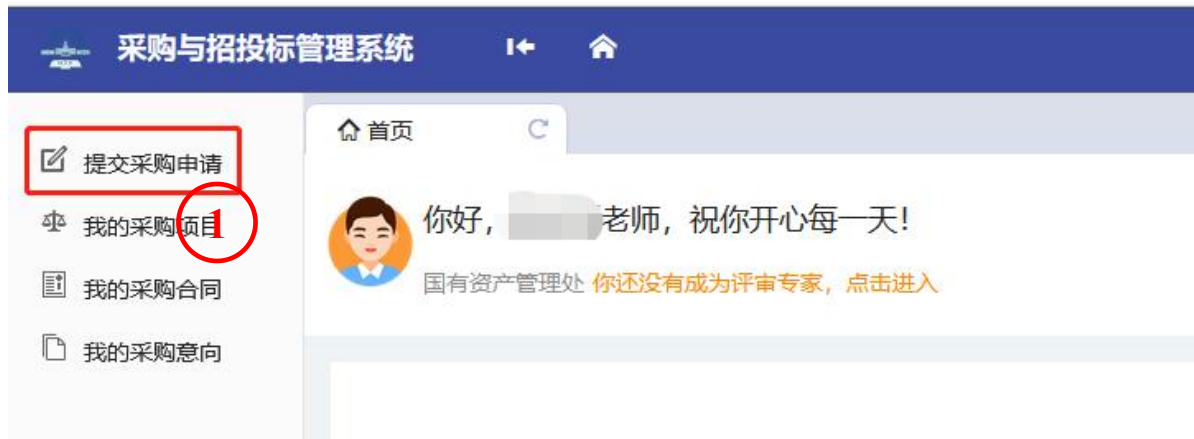 采购与招投标管理系统
首页
提交采购申请
我的采购项目
1
我的采购合同
我的采购意向
你好，
老师，祝你开心每一天！
国有资产管理处 你还没有成为评审专家，点击进入